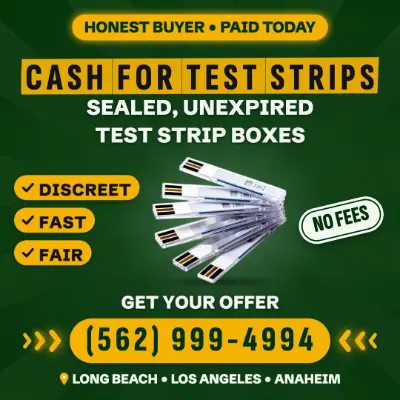 HONEST BUYER • PAID TODAY
CASH FOR TEST STRIPS
SEALED, UNEXPIRED
TEST STRIP BOXES
DISCREET
FAST
FAIR
NO FEES
GET YOUR OFFER
(562) 999-4994
LONG BEACH • LOS ANGELES • ANAHEIM